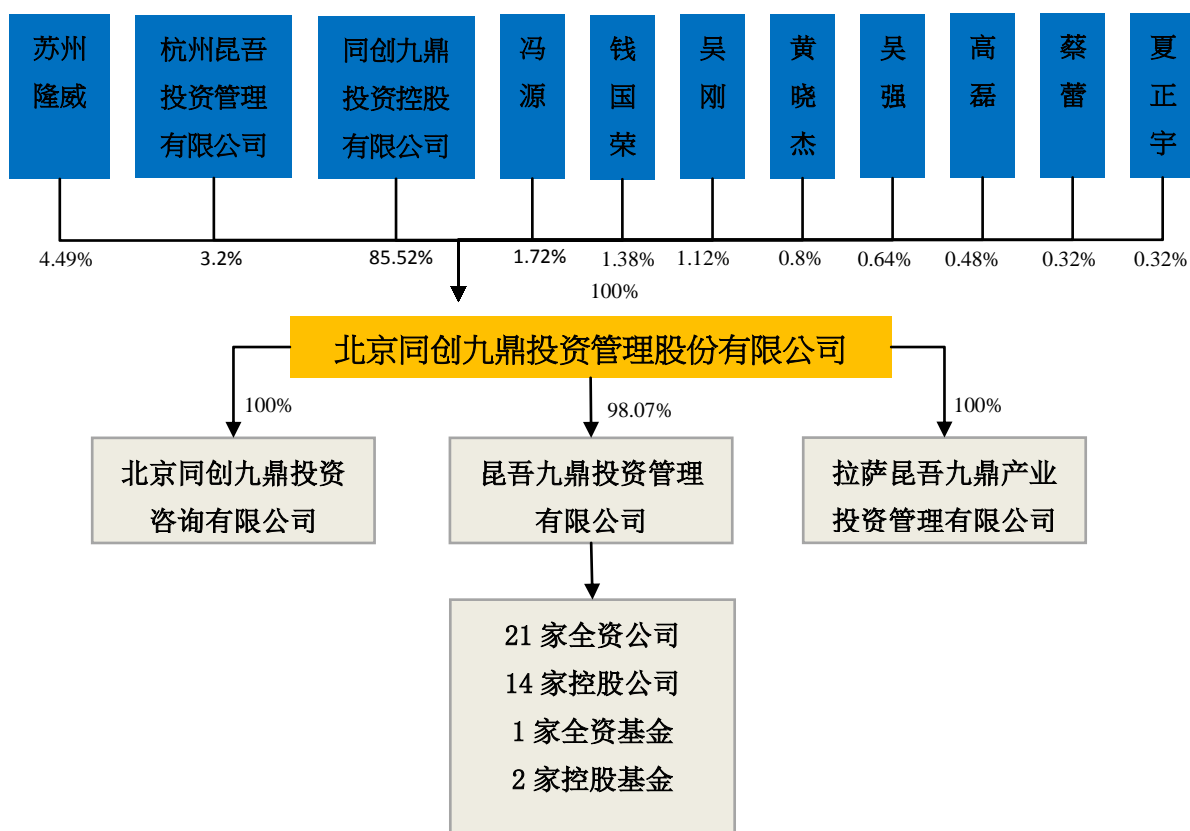 苏州
隆威
杭州昆吾
投资管理
有限公司
同创九鼎
投资控股
有限公司
冯
源
钱
国
荣
吴
刚
黄
晓
杰
吴
强
高
磊
蔡
蕾
夏
正
宇
4.49%
3.2%
85.52%
1.72%
1.38%
1.12%
0.8%
0.64%
0.48%
0.32%
0.32%
100%
北京同创九鼎投资管理股份有限公司
100%
98.07%
100%
北京同创九鼎投资
咨询有限公司
昆吾九鼎投资管理
有限公司
拉萨昆吾九鼎产业
投资管理有限公司
21 家全资公司
14 家控股公司
1 家全资基金
2 家控股基金